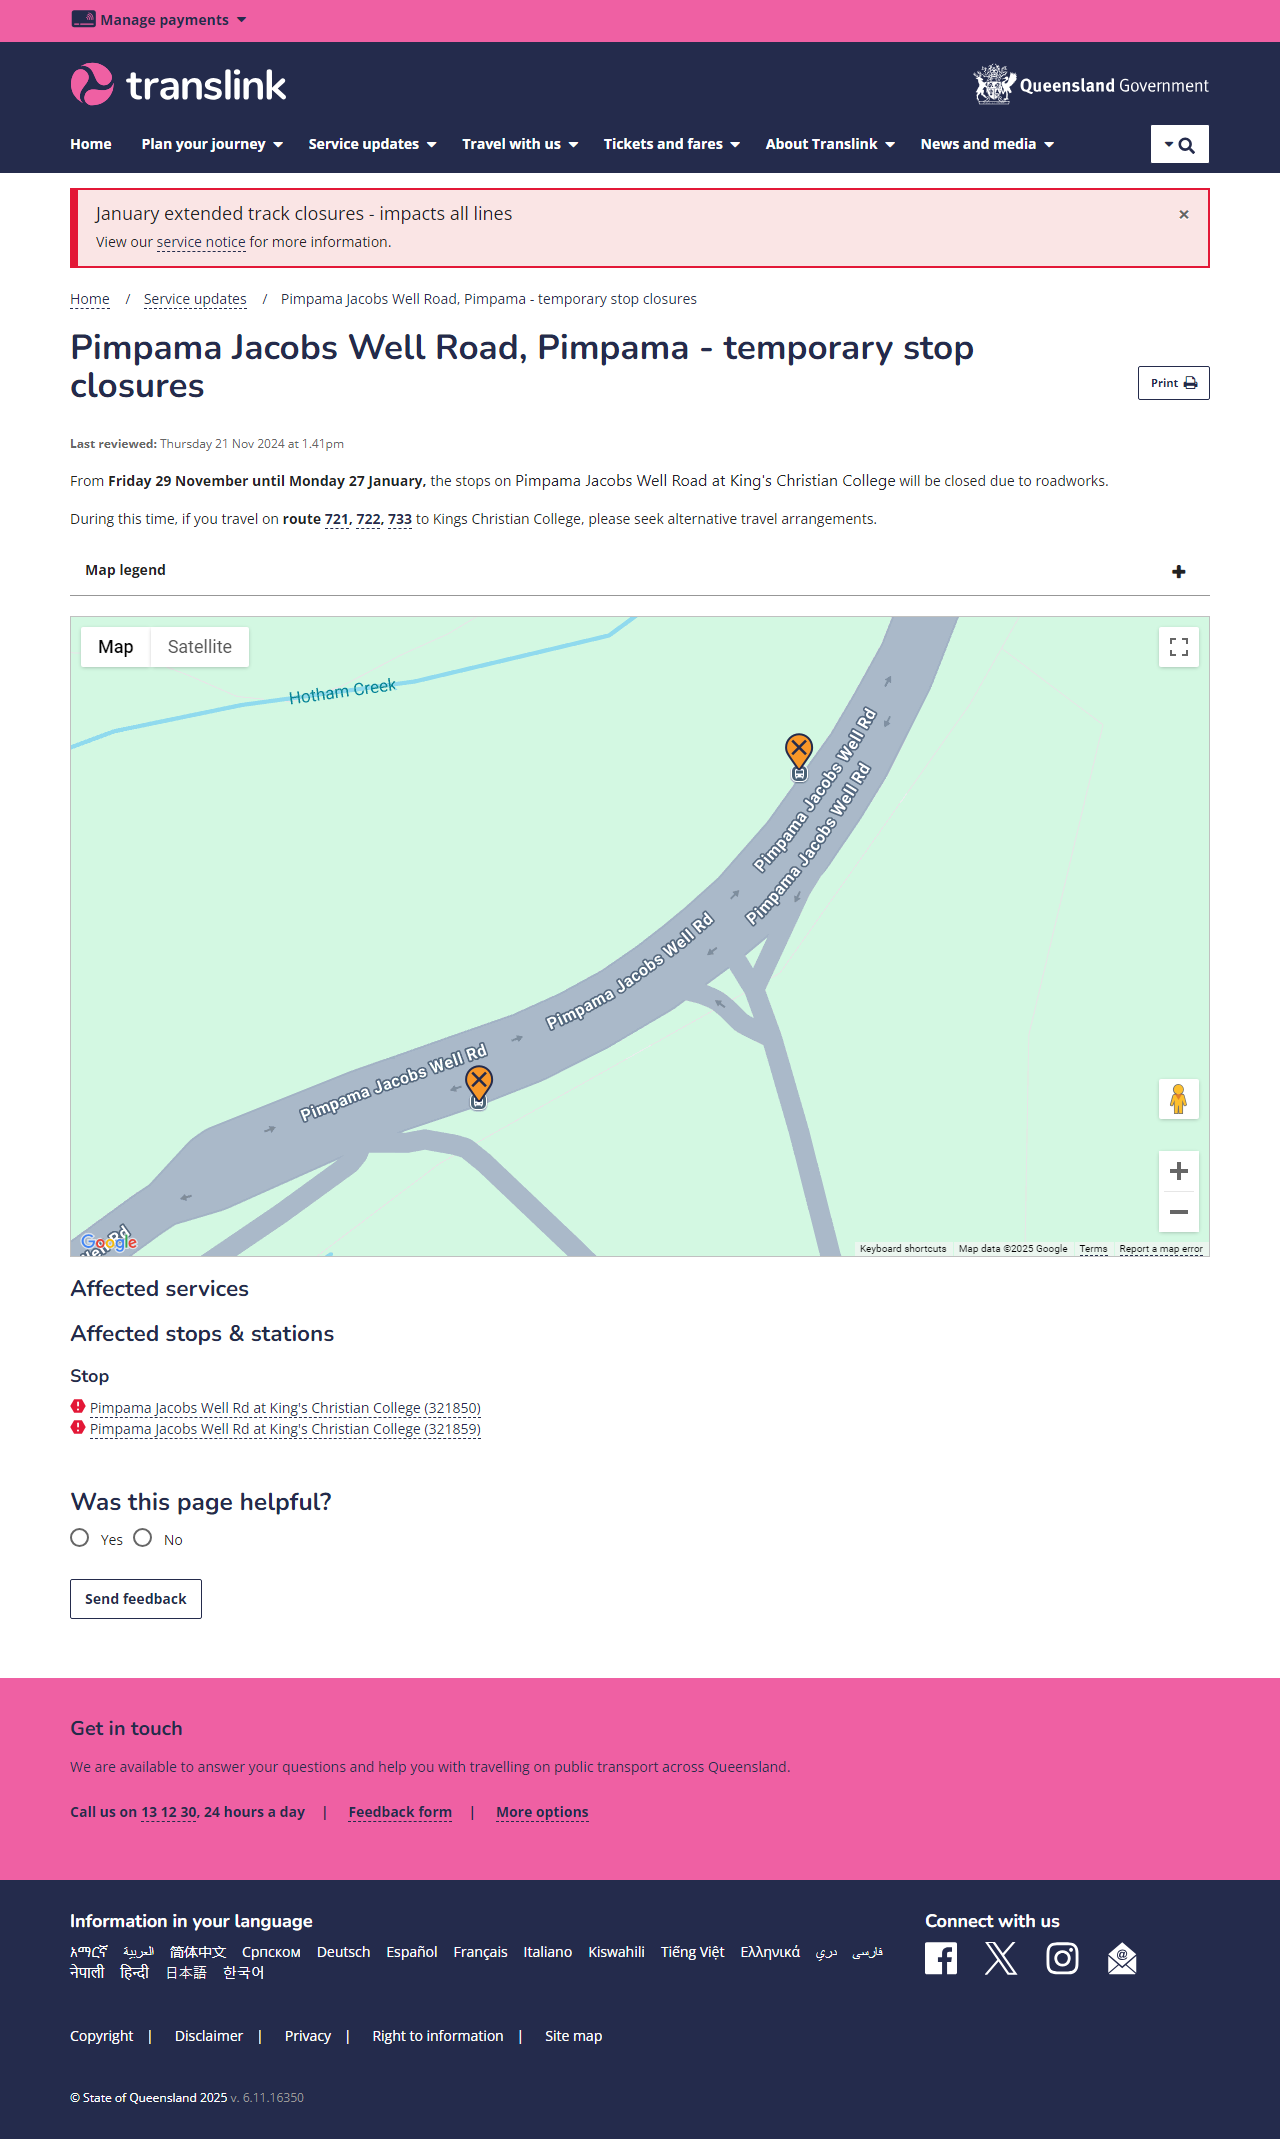 Manage payments
translink
Queensland Government
Home Plan your journey Service updates Travel with us Tickets and fares About Translink News and media
January extended track closures - impacts all lines ×
View our service notice for more information.
Home / Service updates / Pimpama Jacobs Well Road, Pimpama - temporary stop closures
Pimpama Jacobs Well Road, Pimpama - temporary stop
closures
Print
Last reviewed: Thursday 21 Nov 2024 at 1.41pm
From Friday 29 November until Monday 27 January, the stops on Pimpama Jacobs Well Road at King's Christian College will be closed due to roadworks.
During this time, if you travel on route 721, 722, 733 to Kings Christian College, please seek alternative travel arrangements.
Map legend
Map Satellite
Hotham Creek
Pimpama Jacobs Well Rd
Pimpama Jacobs Well Rd
Pimpama Jacobs Well Rd
Pimpama Jacobs Well Rd
Well Rd
Google
Keyboard shortcuts Map data ©2025 Google Terms Report a map error
Affected services
Affected stops & stations
Stop
Pimpama Jacobs Well Rd at King's Christian College (321850)
Pimpama Jacobs Well Rd at King's Christian College (321859)
Was this page helpful?
Yes No
Send feedback
Get in touch
We are available to answer your questions and help you with travelling on public transport across Queensland.
Call us on 13 12 30, 24 hours a day | Feedback form | More options
Information in your language
አማርኛ العربية 简体中文 Српском Deutsch Español Français Italiano Kiswahili Tiếng Việt Ελληνικά دري فارسی
नेपाली हिन्दी 日本語 한국어
Connect with us
Copyright | Disclaimer | Privacy | Right to information | Site map
© State of Queensland 2025 v. 6.11.16350